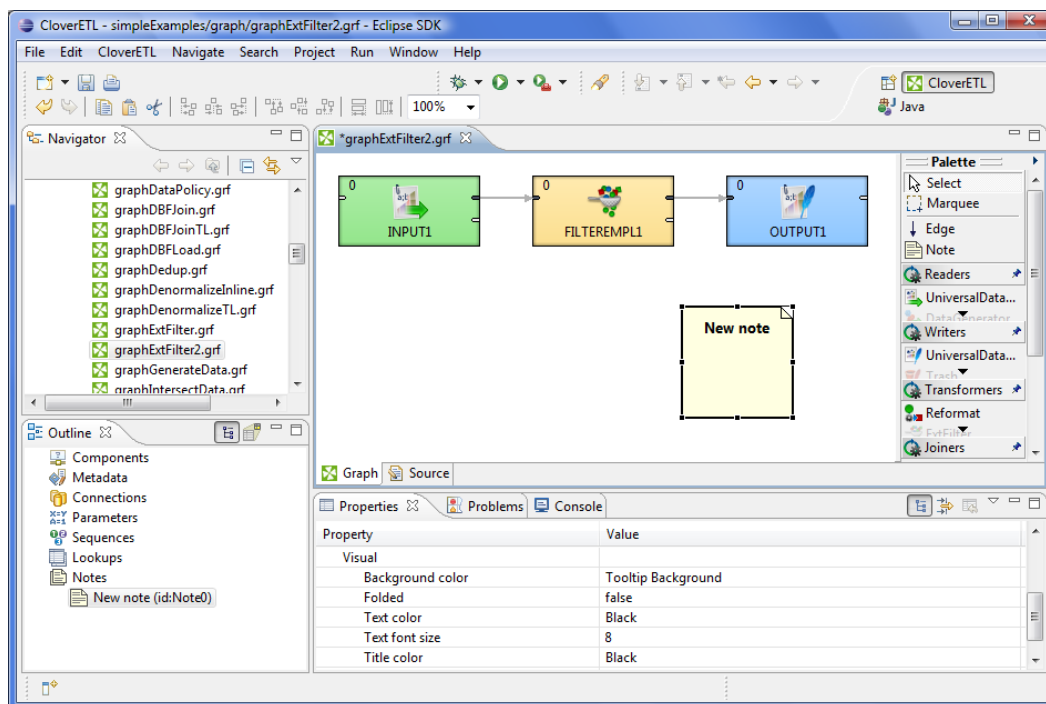 CloverETL - simpleExamples/graph/graphExtFilter2.grf - Eclipse SDK
File Edit CloverETL Navigate Search Project Run Window Help
CloverETL
100%
Java
Navigator
graphDataPolicy.grf
graphDBFJoin.grf
graphDBFJoinTL.grf
graphDBFLoad.grf
graphDedup.grf
graphDenormalizeInline.grf
graphDenormalizeTL.grf
graphExtFilter.grf
graphExtFilter2.grf
graphGenerateData.grf
graphIntersectData.grf
*graphExtFilter2.grf
0
INPUT1
0
FILTEREMPL1
0
OUTPUT1
New note
Palette
Select
Marquee
Edge
Note
Readers
UniversalData...
DataGenerator
Writers
UniversalData...
Trash
Transformers
Reformat
ExtFilter
Joiners
Graph Source
Outline
Components
Metadata
Connections
Parameters
Sequences
Lookups
Notes
New note (id:Note0)
Properties Problems Console
Property Value
Visual
Background color Tooltip Background
Folded false
Text color Black
Text font size 8
Title color Black